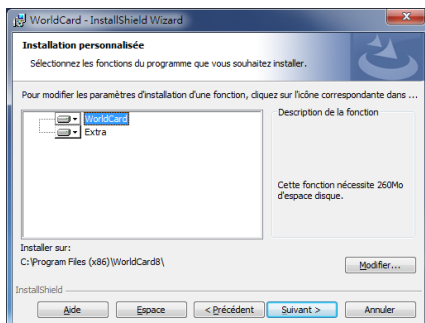 WorldCard - InstallShield Wizard
Installation personnalisée
Sélectionnez les fonctions du programme que vous souhaitez installer.
Pour modifier les paramètres d'installation d'une fonction, cliquez sur l'icône correspondante dans ...
WorldCard
Extra
Description de la fonction
Cette fonction nécessite 260Mo
d'espace disque.
Installer sur:
C:\Program Files (x86)\WorldCard8\
Modifier...
InstallShield
Aide
Espace
< Précédent
Suivant >
Annuler